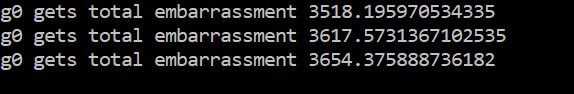 g0 gets total embarrassment 3518.195970534335
g0 gets total embarrassment 3617.5731367102535
g0 gets total embarrassment 3654.375888736182